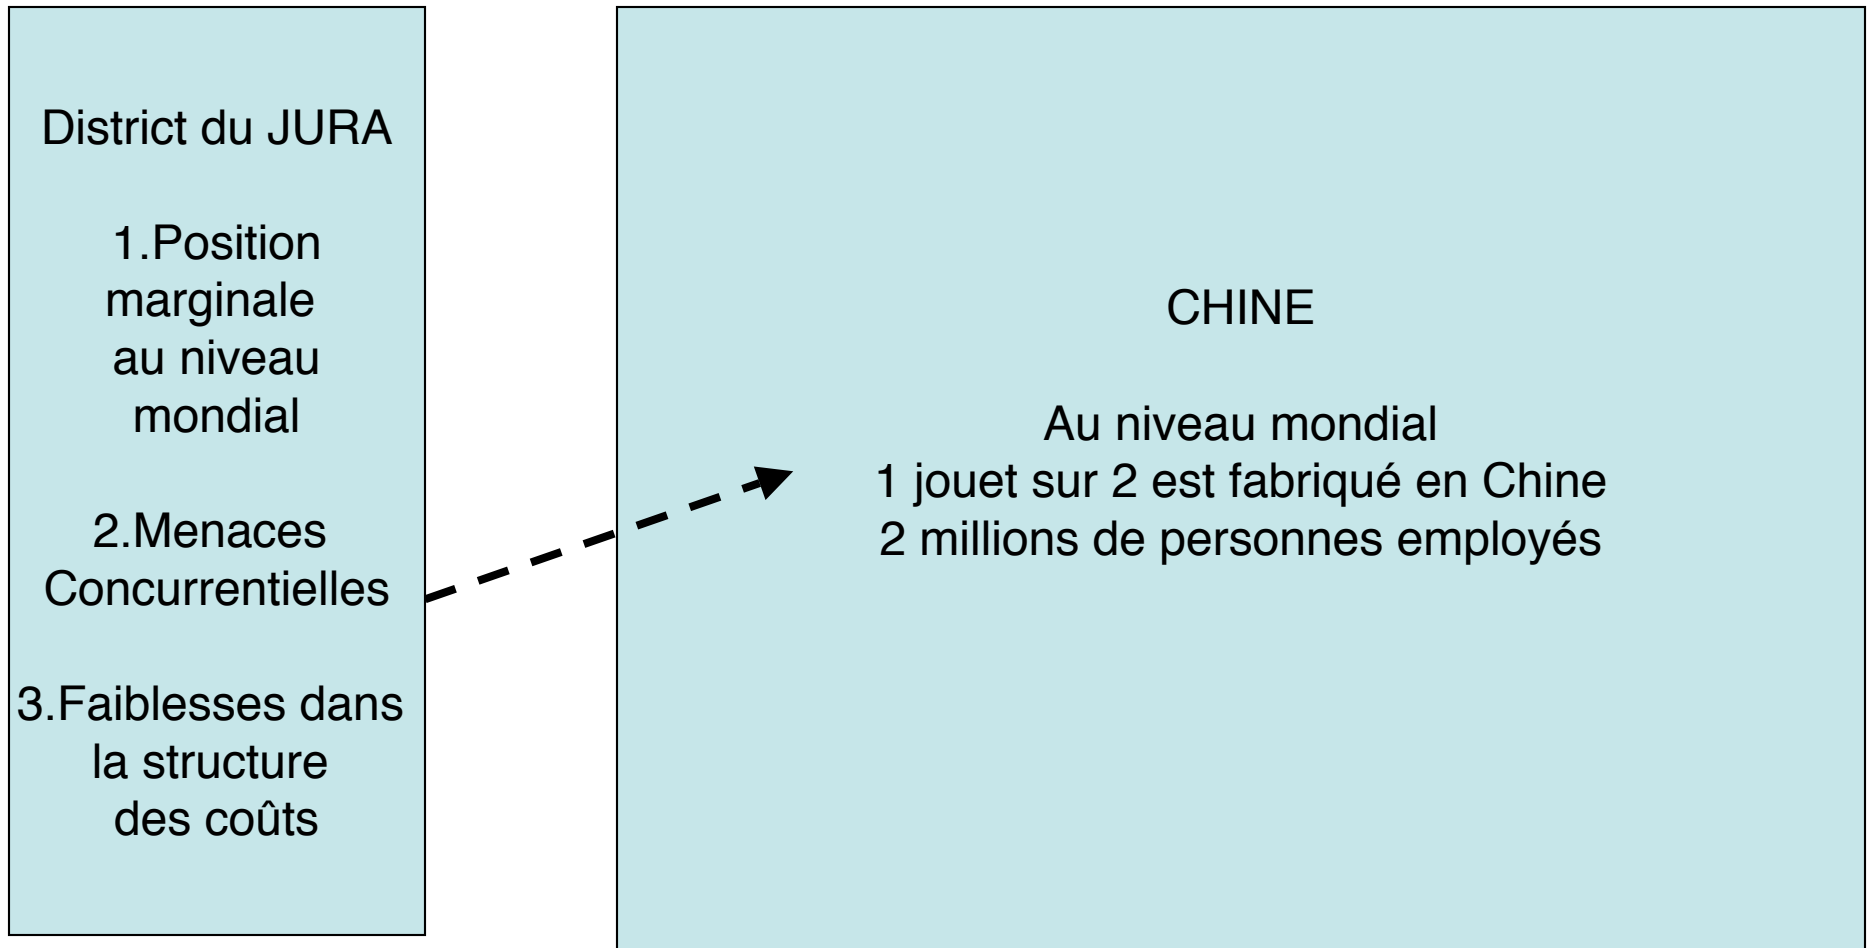 District du JURA
1.Position
marginale
au niveau
mondial
2.Menaces
Concurrentielles
3.Faiblesses dans
la structure
des coûts
CHINE
Au niveau mondial
1 jouet sur 2 est fabriqué en Chine
2 millions de personnes employés